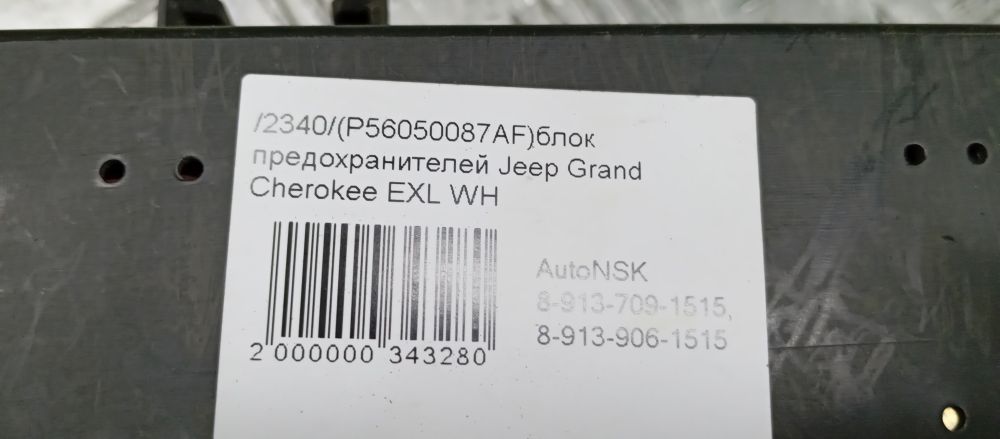 /2340/(P56050087AF)блок
предохранителей Jeep Grand
Cherokee EXL WH
AutoNSK
8-913-709-1515,
8-913-906-1515
2 000000 343280